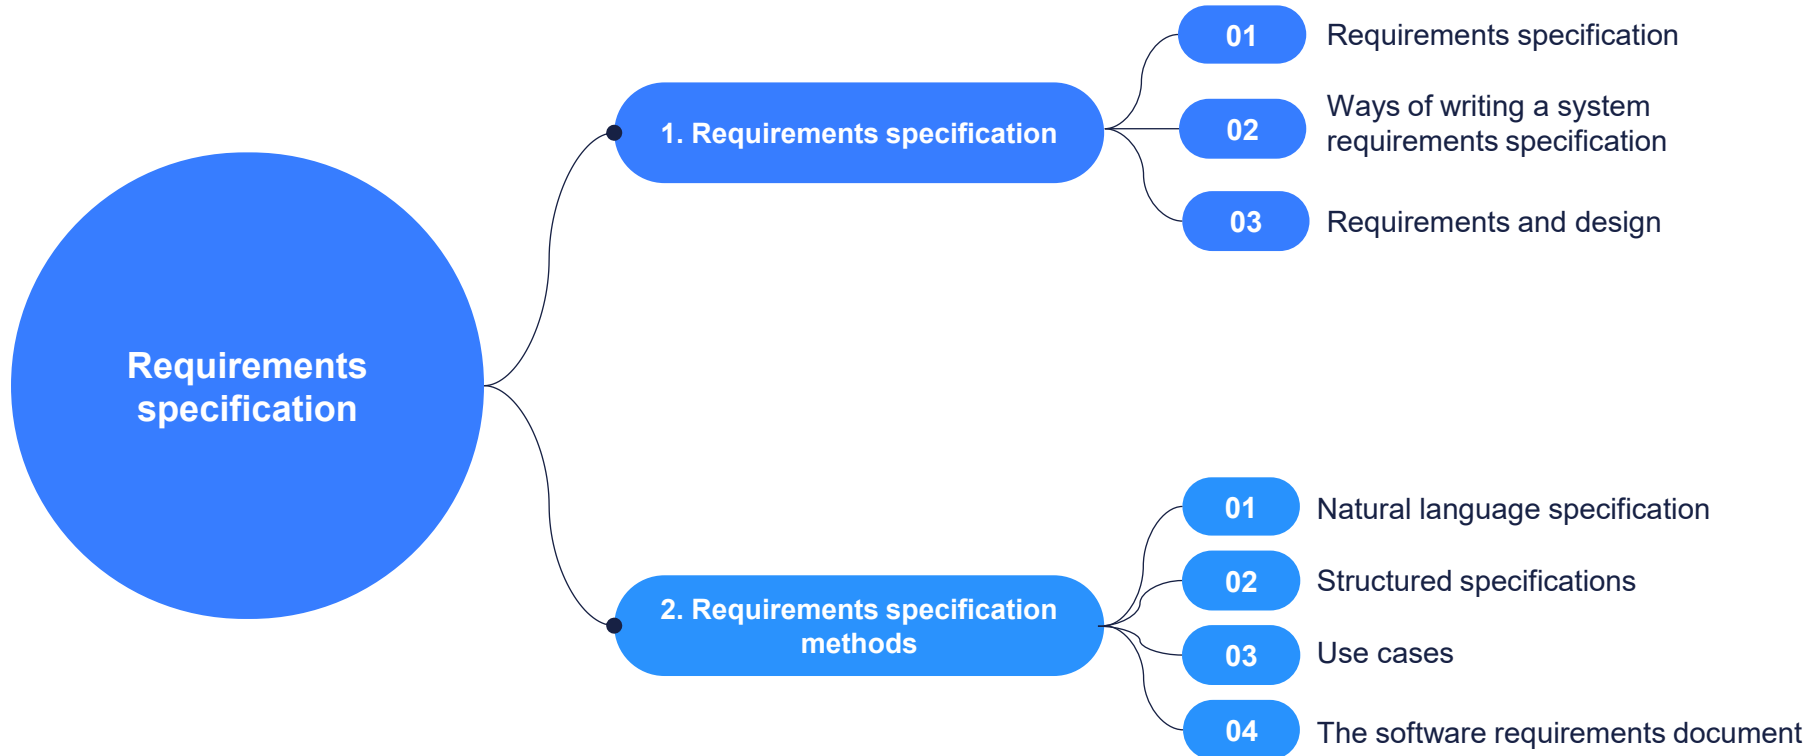 Requirements
specification
1. Requirements specification
01
Requirements specification
02
Ways of writing a system
requirements specification
03
Requirements and design
2. Requirements specification
methods
01
Natural language specification
02
Structured specifications
03
Use cases
04
The software requirements document